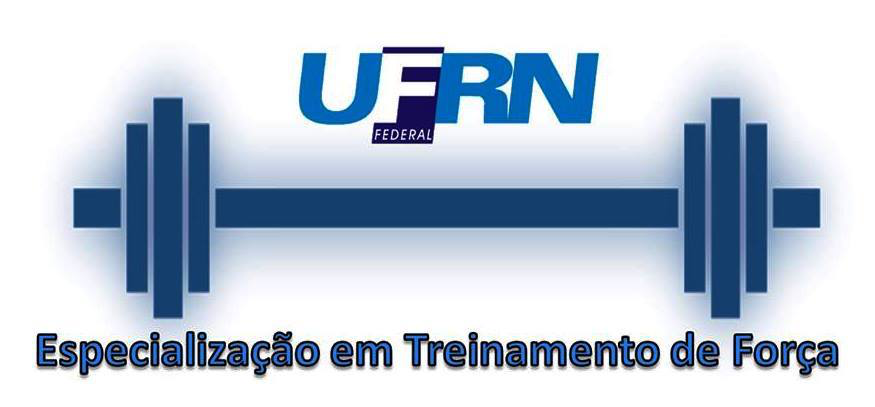 UFRN
FEDERAL
Especialização em Treinamento de Força